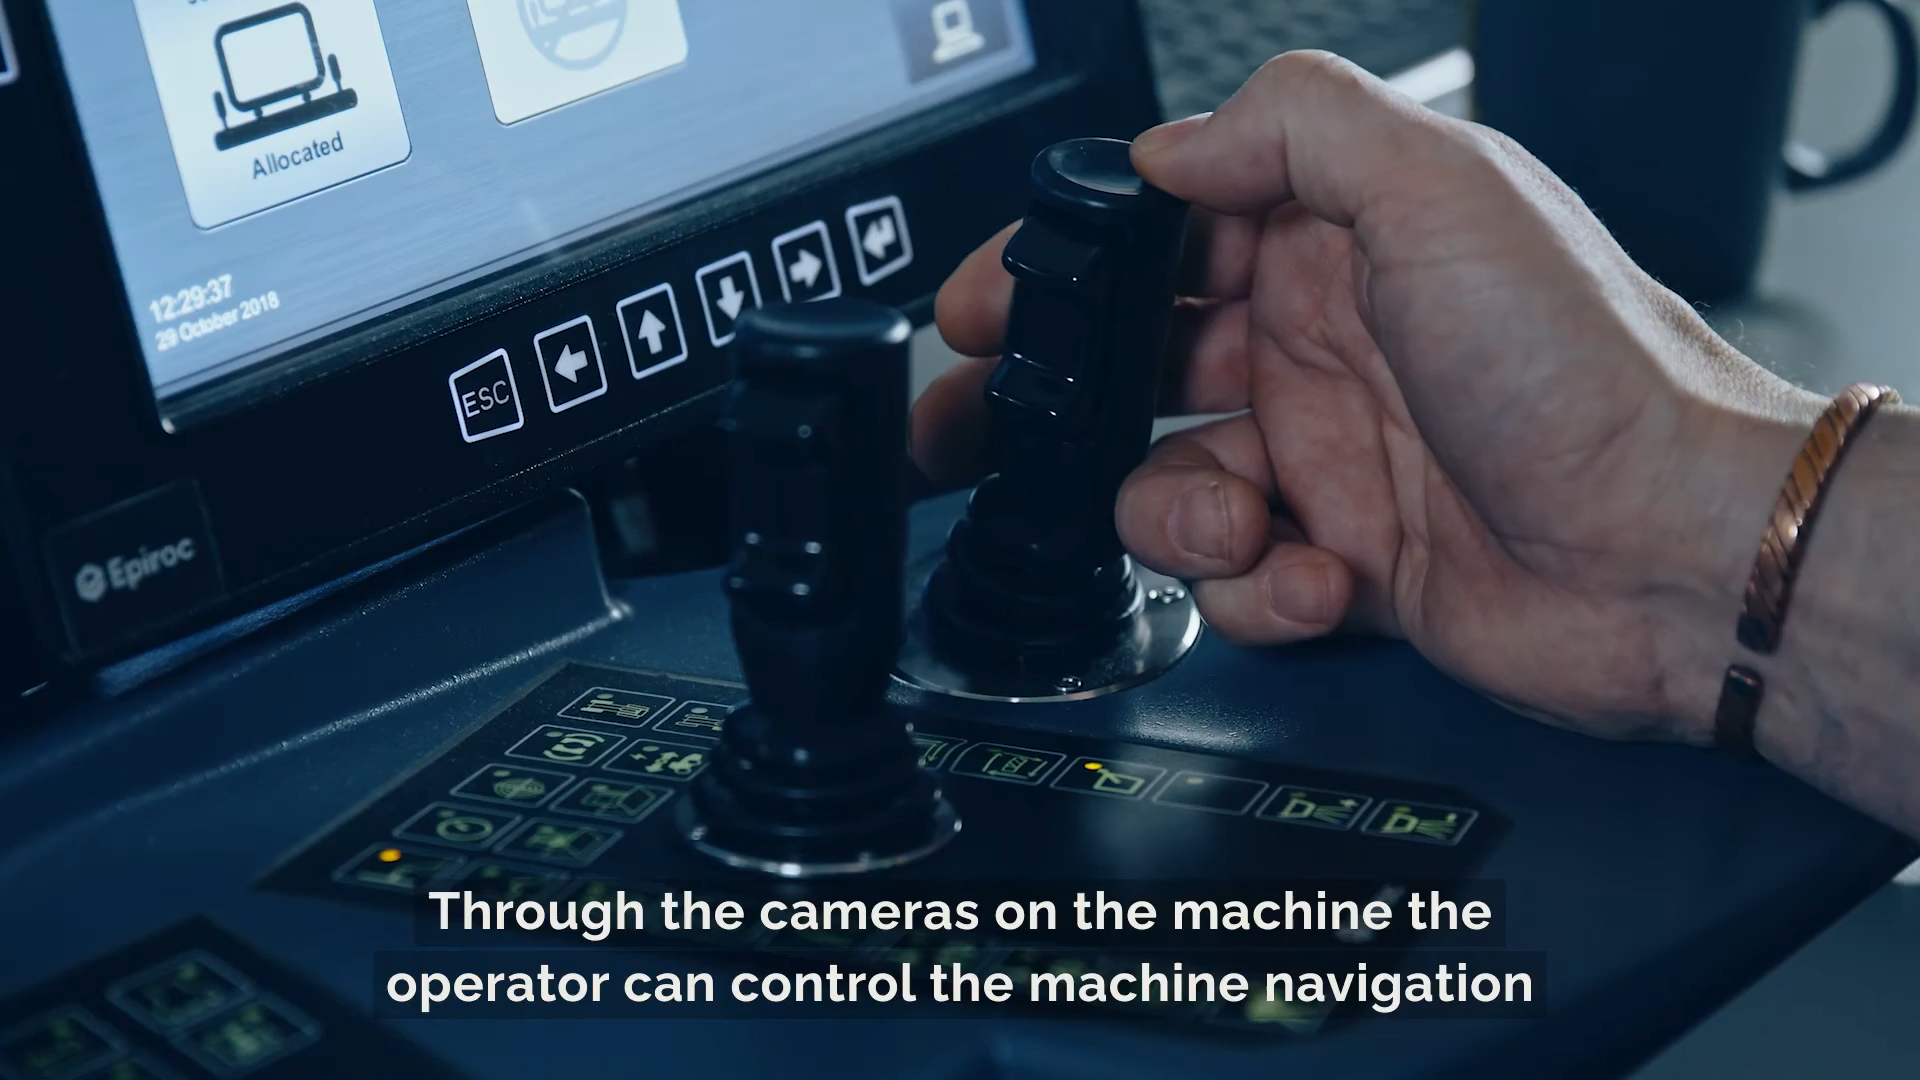 Allocated
12:29:37
29 October 2018
ESC
Epiroc
Through the cameras on the machine the
operator can control the machine navigation